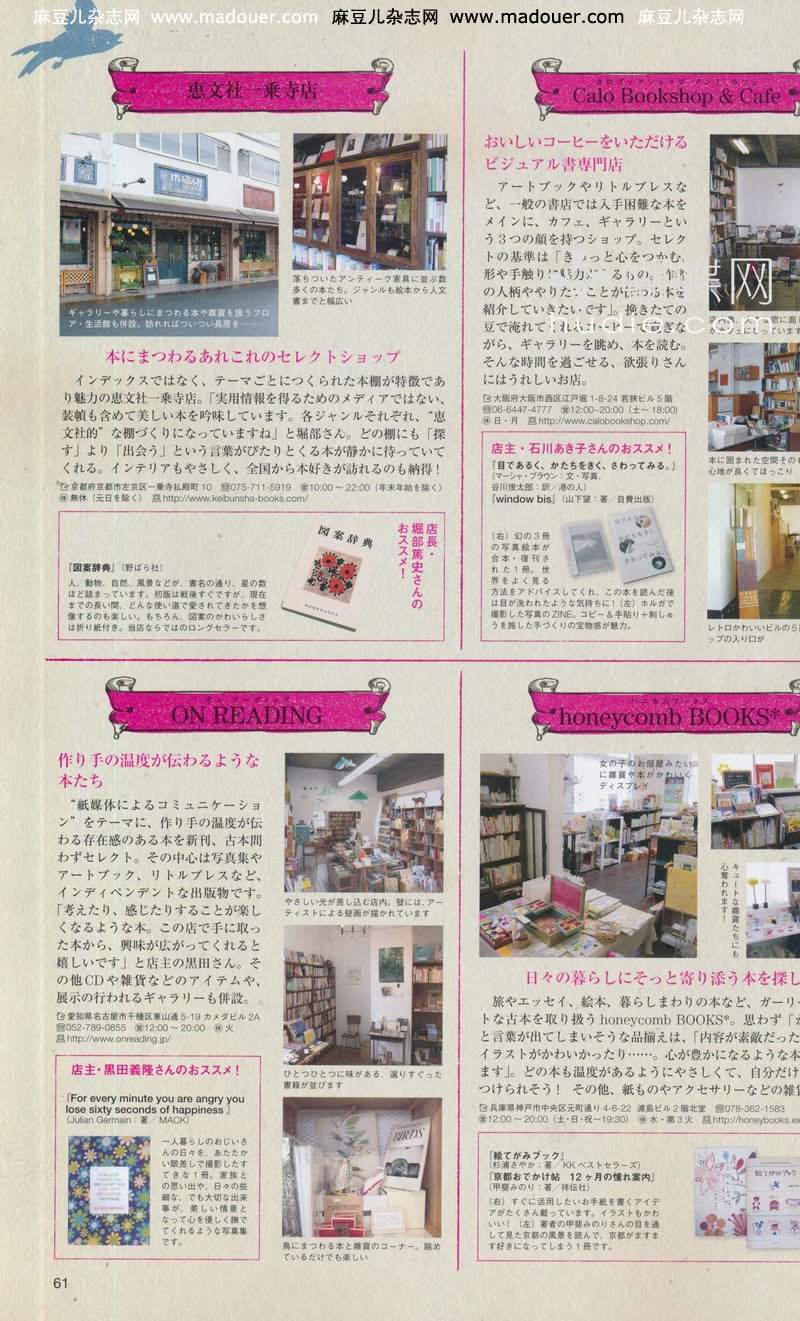 麻豆儿杂志网 www.madouer.com 麻豆儿杂志网 www.madouer.com 麻豆儿杂志网
恵文社一乗寺店
ギャラリーや暮らしにまつわる本や雑貨を扱うフロ
ア・生活館も併設。訪れればついつい長居を……
落ちついたアンティーク家具に並ぶ数
多くの本たち。ジャンルも絵本から人文
書までと幅広い
本にまつわるあれこれのセレクトショップ
インデックスではなく、テーマごとにつくられた本棚が特徴であ
り魅力の恵文社一乗寺店。「実用情報を得るためのメディアではない、
装幀も含めて美しい本を吟味しています。各ジャンルそれぞれ、“恵
文社的”な棚づくりになっていますね」と堀部さん。どの棚にも「探
す」より「出会う」という言葉がぴたりとくる本が静かに待っていて
くれる。インテリアもやさしく、全国から本好きが訪れるのも納得！
京都府京都市左京区一乗寺払殿町10 ☎075-711-5919 営10:00～22:00（年末年始を除く）
休無休（元日を除く） http://www.keibunsha-books.com/
店長・
堀部篤史さんの
おススメ！
図案辞典
『図案辞典』（野ばら社）
人、動物、自然、風景などが、書名の通り、星の数
ほど詰まっています。初版は戦後すぐですが、現在
までの長い間、どんな使い道で愛されてきたかを想
像するのも楽しい。もちろん、図案のかわいらしさ
は折り紙付き。当店ならではのロングセラーです。
カロ ブックショップ アンド カフェ
Calo Bookshop & Cafe
おいしいコーヒーをいただける
ビジュアル書専門店
アートブックやリトルプレスな
ど、一般の書店では入手困難な本を
メインに、カフェ、ギャラリーとい
う3つの顔を持つショップ。セレク
トの基準は「き っと心をつかむ、
形や手触りに魅力 るもの。作者
の人柄ややりた ことが伝わる本を
紹介していきたいです」。挽きたての
豆で淹れてくれるコーヒー ぎな
がら、ギャラリーを眺め、本を読む。
そんな時間を過ごせる、欲張りさん
にはうれしいお店。
大阪府大阪市西区江戸堀1-8-24 若狭ビル5階
☎06-6447-4777 営12:00~20:00（土~18:00）
休日・月 http://www.calobookshop.com/
店主・石川あき子さんのおススメ！
『目であるく、かたちをきく、さわってみる。』
（マーシャ・ブラウン：文・写真、
谷川俊太郎：訳／港の人）
『window bis』（山下望：著／自費出版）
（右）幻の3冊
の写真絵本が
合本・復刊さ
れた1冊。世
界をよく見る
方法をアドバイスしてくれ、この本を読んだ後
は目が洗われたような気持ちに！（左）ホルガで
撮影した写真のZINE。コピー＆手貼り＋刺しゅ
うを施した手づくりの宝物感が魅力。
本に囲まれた空間そのも
心地が良くてほっこり
レトロかわいいビルの5
ップの入り口が
ON READING
作り手の温度が伝わるような
本たち
“紙媒体によるコミュニケーショ
ン”をテーマに、作り手の温度が伝
わる存在感のある本を新刊、古本問
わずセレクト。その中心は写真集や
アートブック、リトルプレスなど、
インディペンデントな出版物です。
「考えたり、感じたりすることが楽し
くなるような本。この店で手に取っ
た本から、興味が広がってくれると
嬉しいです」と店主の黒田さん。そ
の他CDや雑貨などのアイテムや、
展示の行われるギャラリーも併設。
愛知県名古屋市千種区東山通5-19 カメダビル2A
☎052-789-0855 営12:00～20:00 休火
http://www.onreading.jp/
やさしい光が差し込む店内。壁には、アー
ティストによる壁画が描かれています
ひとつひとつに味がある、選りすぐった
書籍が並びます
BIRDS
鳥にまつわる本と雑貨のコーナー。眺め
ているだけでも楽しい
店主・黒田義隆さんのおススメ！
『For every minute you are angry you
lose sixty seconds of happiness』
（Julian Germain：著／MACK）
一人暮らしのおじいさ
んの日々を、あたたか
い眼差しで撮影したすて
きな1冊。家族と
の思い出や、日々の些
細な、でも大切な出来
事が、美しい情景と
なって心を優しく撫で
てくれるような写真集
です。
ハニカムブックス
honeycomb BOOKS*
女の子のお部屋みたい
に雑貨や本がかわいく
ディスプレイ
キュートな雑貨たちにも
心奪われます！
日々の暮らしにそっと寄り添う本を探し
旅やエッセイ、絵本、暮らしまわりの本など、ガーリー
トな古本を取り扱うhoneycomb BOOKS*。思わず「か
と言葉が出てしまいそうな品揃えは、「内容が素敵だった
イラストがかわいかったり……。心が豊かになるような本
ます」。どの本も温度があるようにやさしくて、自分だけ
つけられそう！ その他、紙ものやアクセサリーなどの雑貨
兵庫県神戸市中央区元町通り4-6-22 浦島ビル2階北室 ☎078-362-1583
営12:00～20:00（土・日・祝～19:30） 休水・第3火 http://honeybooks.ex
『絵てがみブック』
（杉浦さやか：著／KKベストセラーズ）
『京都おでかけ帖 12ヶ月の憧れ案内』
（甲斐みのり：著／祥伝社）
（右）すぐに活用したいお手紙を書くアイデ
アがたくさん載っています。イラストもかわ
いい！（左）著者の甲斐みのりさんの目を通
して見た京都の風景を読んで、京都がますま
す好きになってしまう1冊です。
絵てがみブック
61